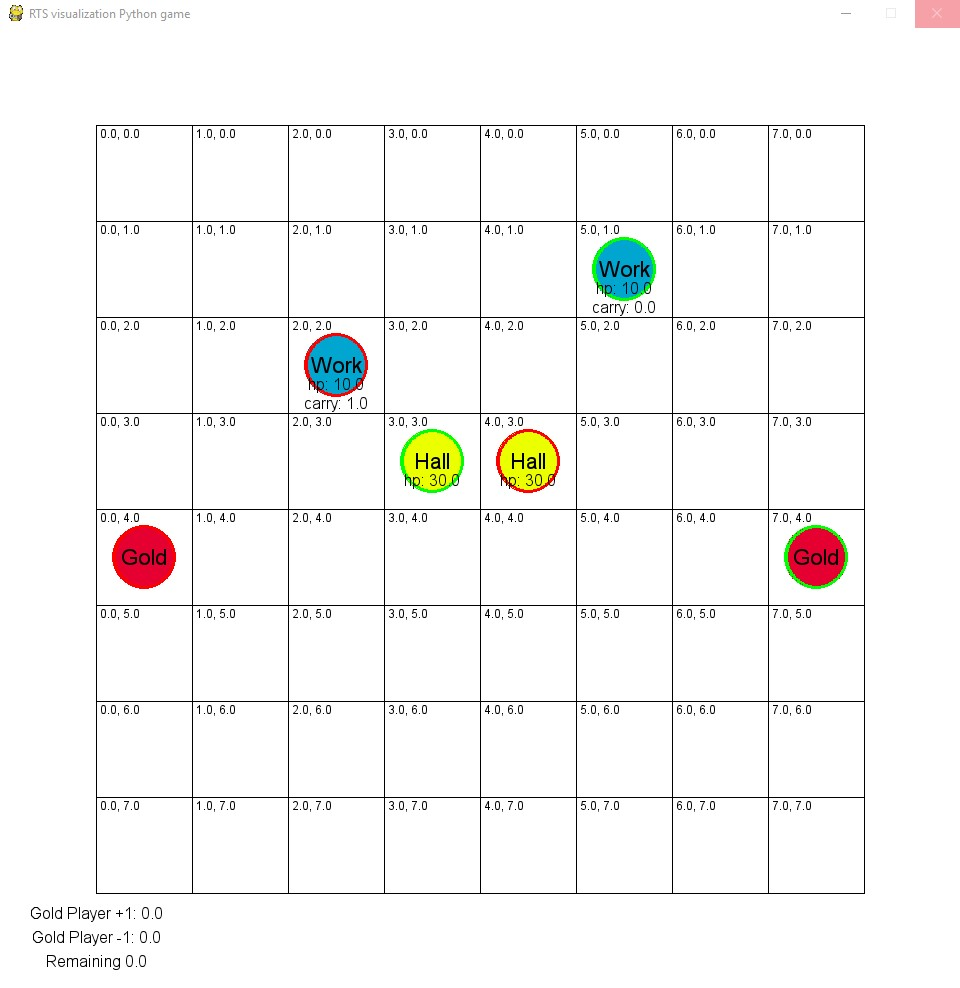 RTS visualization Python game
0.0, 0.0 1.0, 0.0 2.0, 0.0 3.0, 0.0 4.0, 0.0 5.0, 0.0 6.0, 0.0 7.0, 0.0
0.0, 1.0 1.0, 1.0 2.0, 1.0 3.0, 1.0 4.0, 1.0 5.0, 1.0 6.0, 1.0 7.0, 1.0
Work
hp: 10.0
carry: 0.0
0.0, 2.0 1.0, 2.0 2.0, 2.0 3.0, 2.0 4.0, 2.0 5.0, 2.0 6.0, 2.0 7.0, 2.0
Work
hp: 10.0
carry: 1.0
0.0, 3.0 1.0, 3.0 2.0, 3.0 3.0, 3.0 4.0, 3.0 5.0, 3.0 6.0, 3.0 7.0, 3.0
Hall Hall
hp: 30.0 hp: 30.0
0.0, 4.0 1.0, 4.0 2.0, 4.0 3.0, 4.0 4.0, 4.0 5.0, 4.0 6.0, 4.0 7.0, 4.0
Gold Gold
0.0, 5.0 1.0, 5.0 2.0, 5.0 3.0, 5.0 4.0, 5.0 5.0, 5.0 6.0, 5.0 7.0, 5.0
0.0, 6.0 1.0, 6.0 2.0, 6.0 3.0, 6.0 4.0, 6.0 5.0, 6.0 6.0, 6.0 7.0, 6.0
0.0, 7.0 1.0, 7.0 2.0, 7.0 3.0, 7.0 4.0, 7.0 5.0, 7.0 6.0, 7.0 7.0, 7.0
Gold Player +1: 0.0
Gold Player -1: 0.0
Remaining 0.0